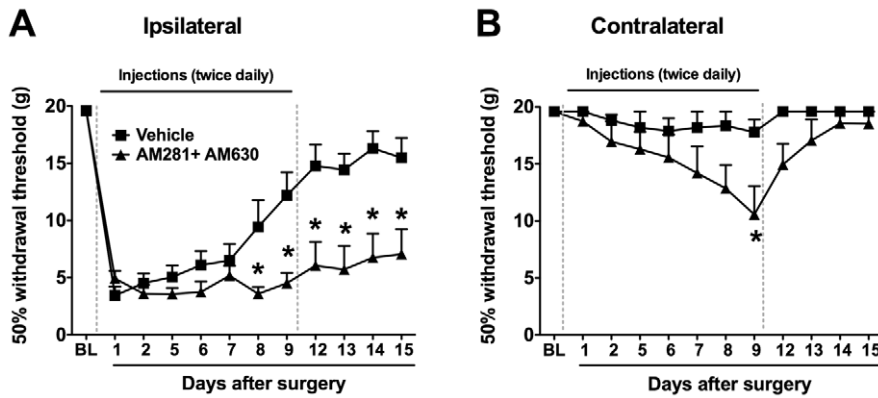 A
Ipsilateral
Injections (twice daily)
50% withdrawal threshold (g)
20
15
10
5
0
Vehicle
AM281+ AM630
*
*
*
*
*
*
BL 1 2 5 6 7 8 9 12 13 14 15
Days after surgery
B
Contralateral
Injections (twice daily)
50% withdrawal threshold (g)
20
15
10
5
0
*
BL 1 2 5 6 7 8 9 12 13 14 15
Days after surgery